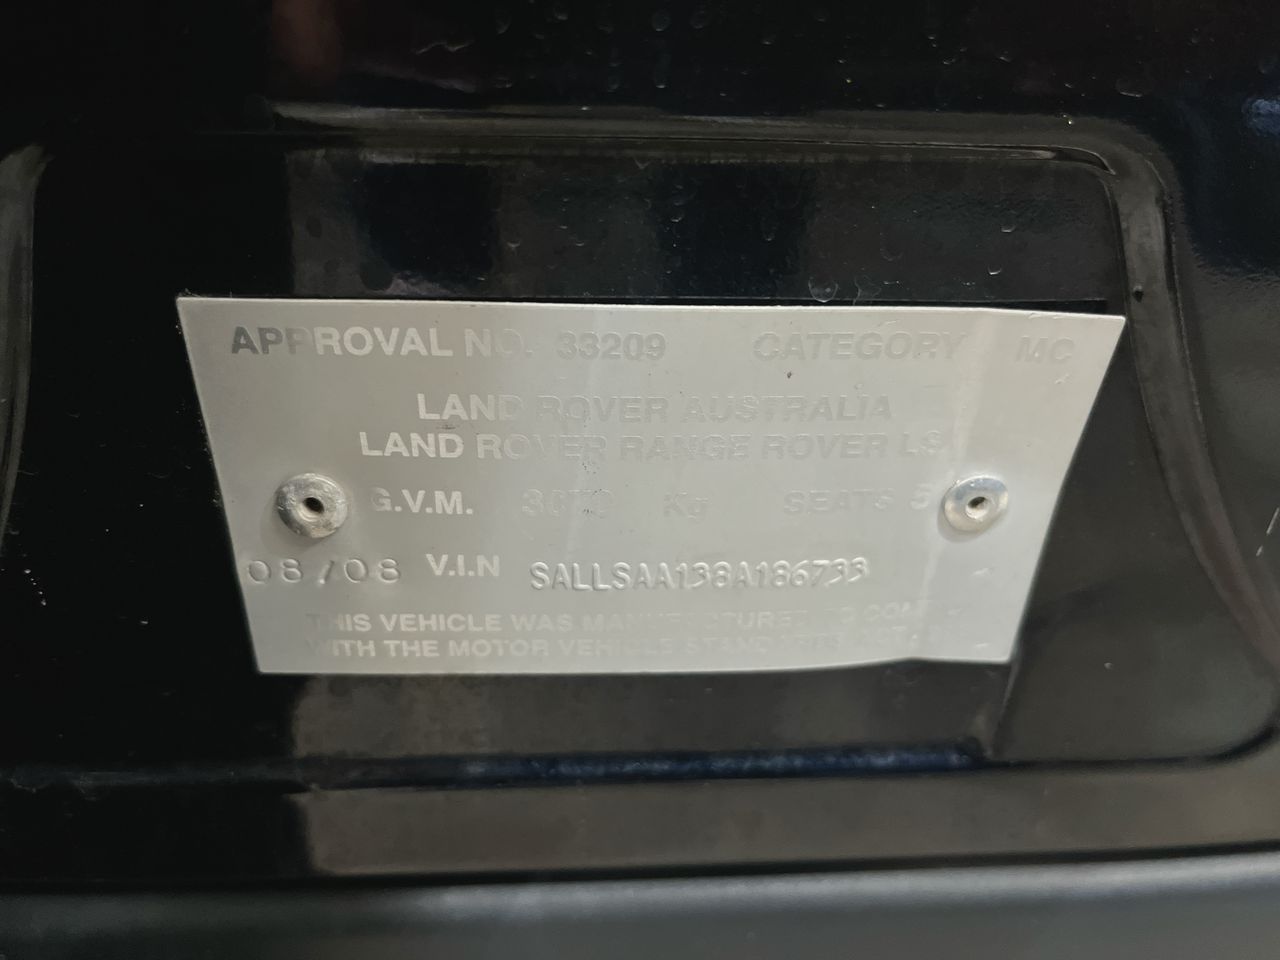 APPROVAL NO. 33209 CATEGORY MC
LAND ROVER AUSTRALIA
LAND ROVER RANGE ROVER LS
G.V.M. Kg SEATS 5
08/08 V.I.N SALLSAA138A186733
THIS VEHICLE WAS MANUFACTURED TO
WITH THE MOTOR VEHICLE